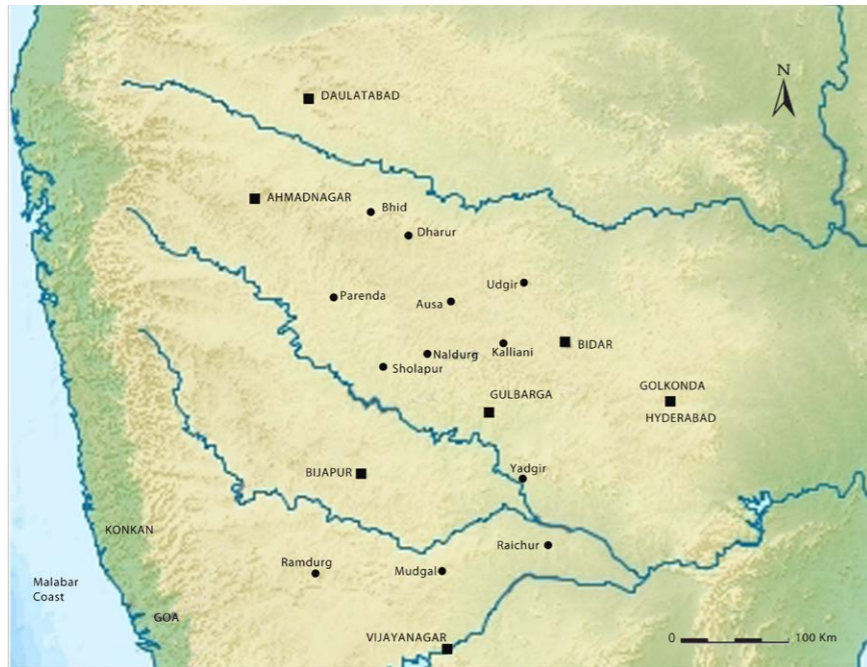 N
DAULATABAD
AHMADNAGAR
Bhid
Dharur
Udgir
Parenda
Ausa
Naldurg
Kalliani
BIDAR
Sholapur
GOLKONDA
GULBARGA
HYDERABAD
BIJAPUR
Yadgir
KONKAN
Raichur
Ramdurg
Mudgal
Malabar
Coast
GOA
VIJAYANAGAR
0 100 Km